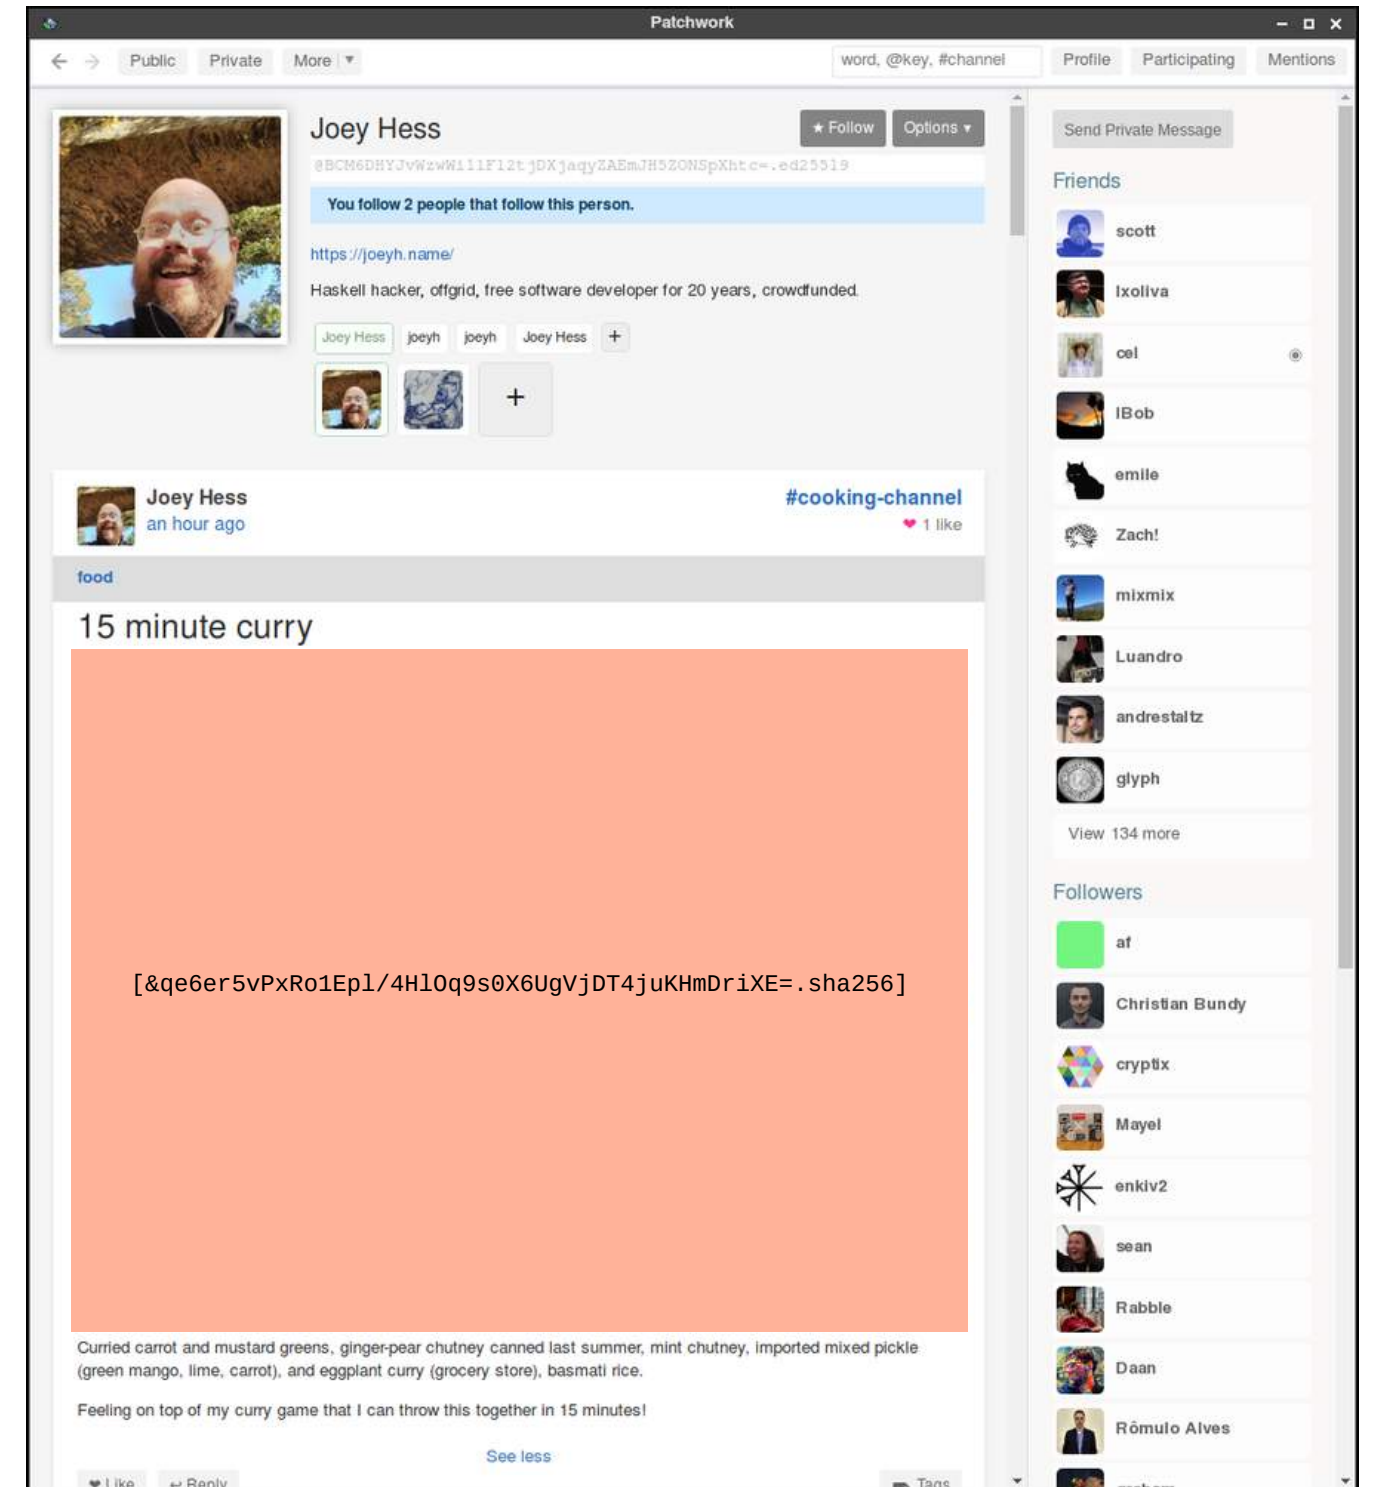 Patchwork
Public Private More
word, @key, #channel
Profile Participating Mentions
Joey Hess
Follow Options
You follow 2 people that follow this person.
https://joeyh.name/
Haskell hacker, offgrid, free software developer for 20 years, crowdfunded.
Joey Hess joeyh joeyh Joey Hess +
+
Joey Hess
an hour ago
#cooking-channel
1 like
food
15 minute curry
[&qe6er5vPxRo1Epl/4HlOq9s0X6UgVjDT4juKHmDriXE=.sha256]
Curried carrot and mustard greens, ginger-pear chutney canned last summer, mint chutney, imported mixed pickle
(green mango, lime, carrot), and eggplant curry (grocery store), basmati rice.
Feeling on top of my curry game that I can throw this together in 15 minutes!
See less
Like Reply Tags
Send Private Message
Friends
scott
lxoliva
cel
IBob
emile
Zach!
mixmix
Luandro
andrestaltz
glyph
View 134 more
Followers
af
Christian Bundy
cryptix
Mayel
enkiv2
sean
Rabble
Daan
Rômulo Alves